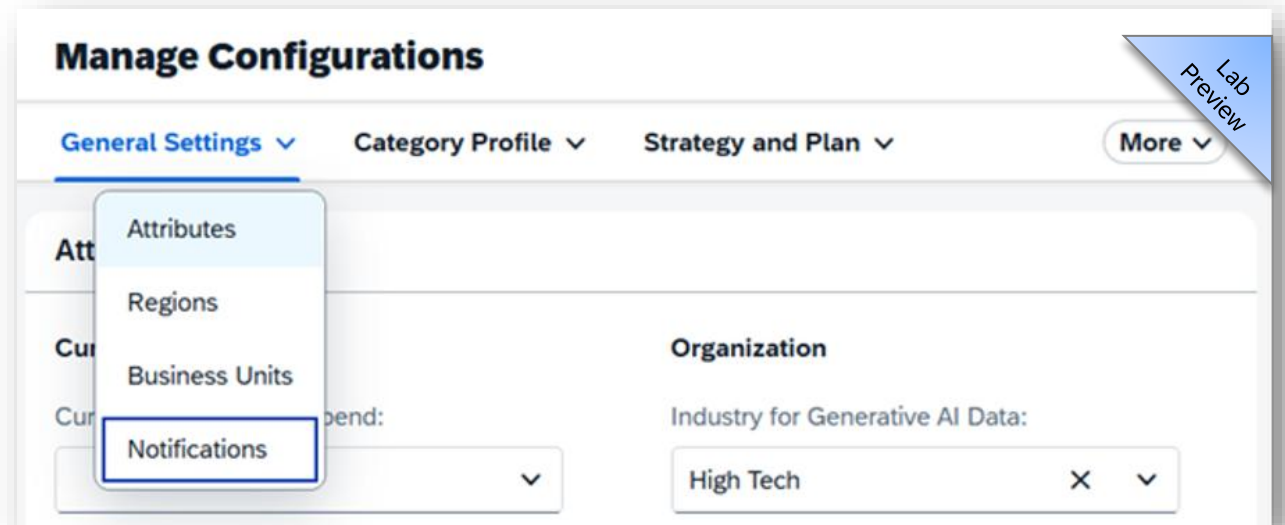 Manage Configurations
Lab
Preview
General Settings Category Profile Strategy and Plan More
Attributes
Att
Regions
Cur Organization
Business Units
Cur pend: Industry for Generative AI Data:
Notifications
High Tech